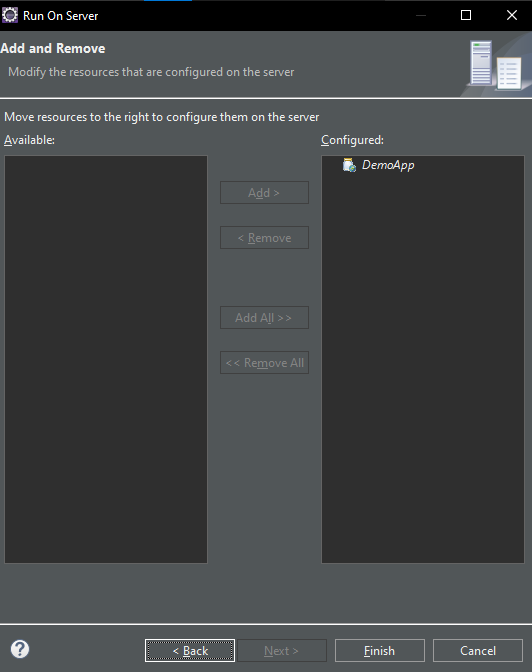 Run On Server
Add and Remove
Modify the resources that are configured on the server
Move resources to the right to configure them on the server
Available:
Configured:
DemoApp
Add >
< Remove
Add All >>
<< Remove All
?
< Back
Next >
Finish
Cancel